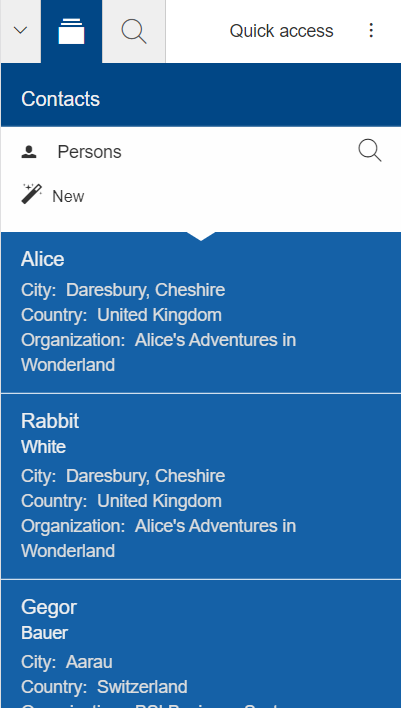 Quick access
Contacts
Persons
New
Alice
City: Daresbury, Cheshire
Country: United Kingdom
Organization: Alice's Adventures in
Wonderland
Rabbit
White
City: Daresbury, Cheshire
Country: United Kingdom
Organization: Alice's Adventures in
Wonderland
Gegor
Bauer
City: Aarau
Country: Switzerland